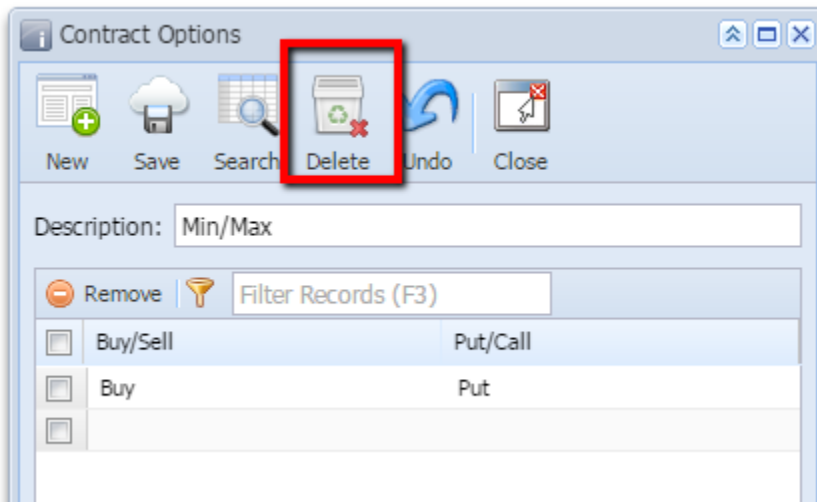 Contract Options
New Save Search Delete Undo Close
Description: Min/Max
Remove Filter Records (F3)
Buy/Sell Put/Call
Buy Put